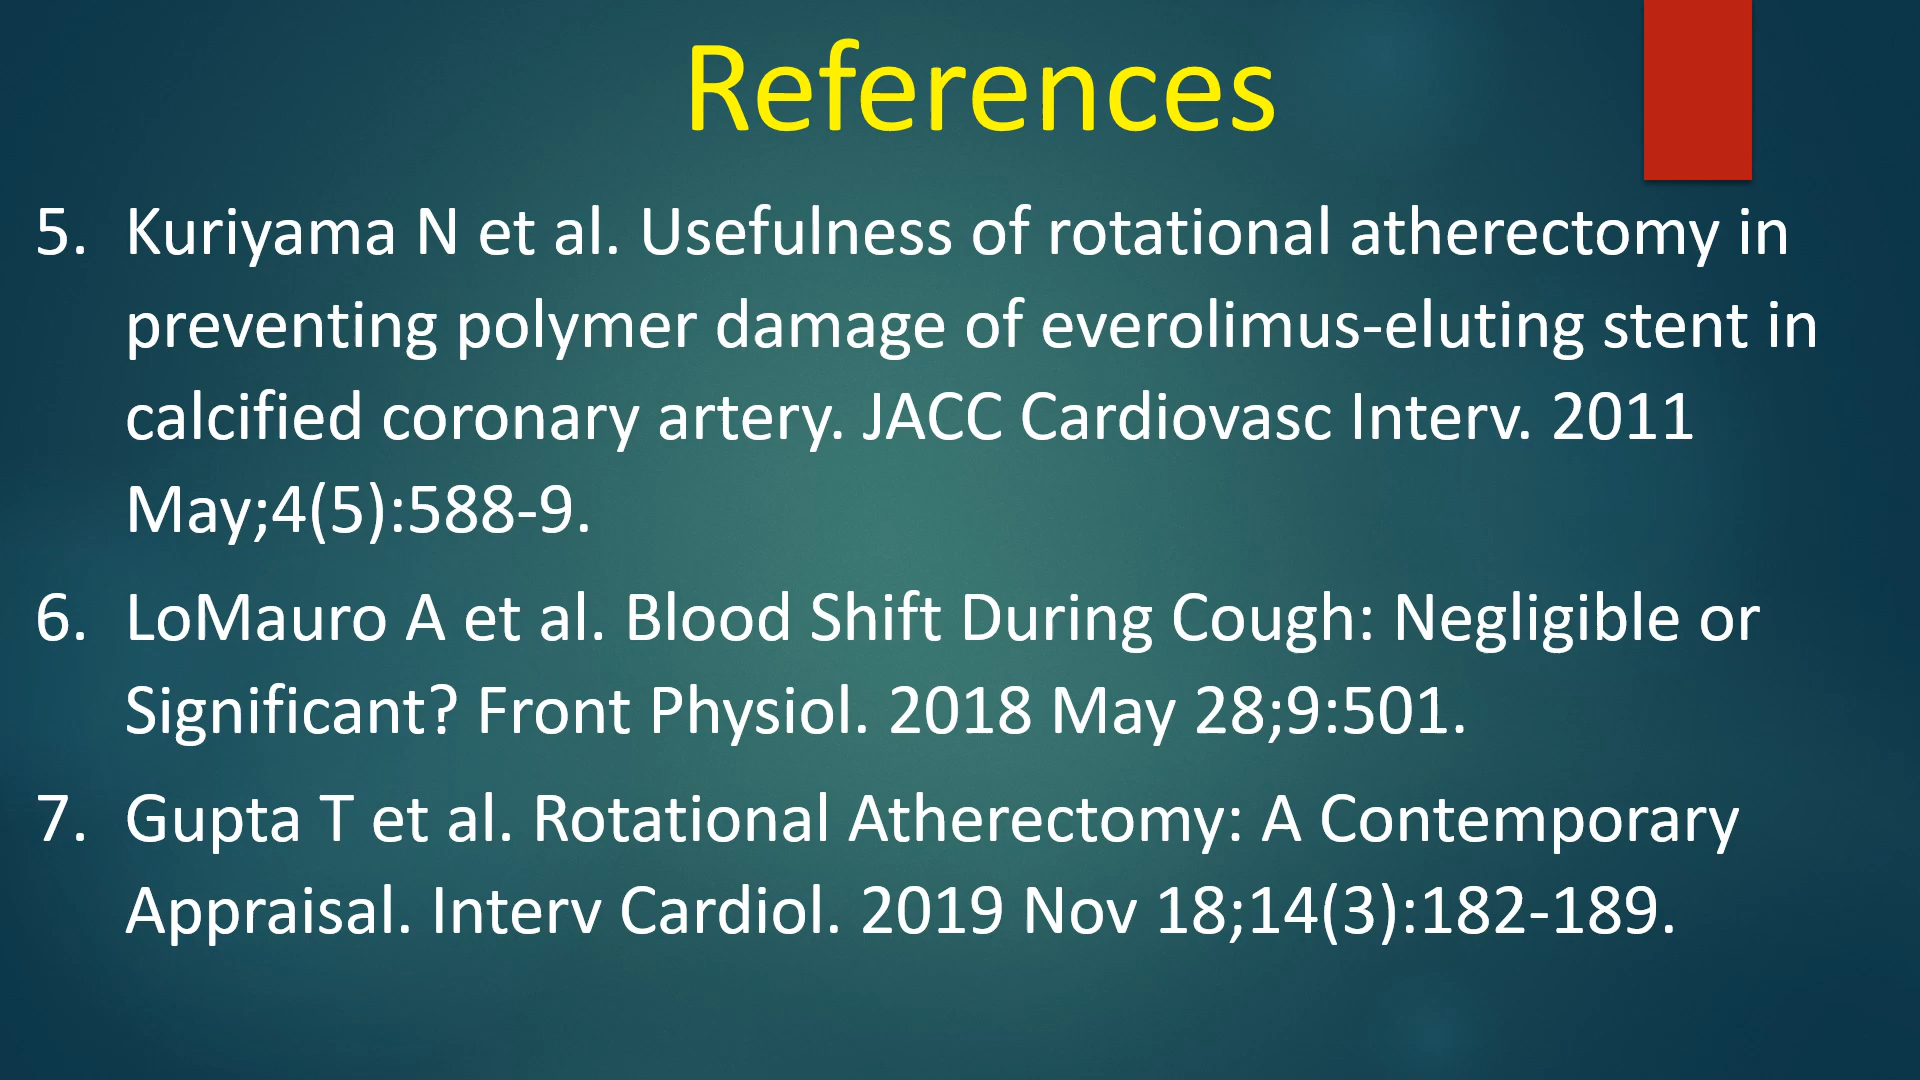 References
5. Kuriyama N et al. Usefulness of rotational atherectomy in
preventing polymer damage of everolimus-eluting stent in
calcified coronary artery. JACC Cardiovasc Interv. 2011
May;4(5):588-9.
6. LoMauro A et al. Blood Shift During Cough: Negligible or
Significant? Front Physiol. 2018 May 28;9:501.
7. Gupta T et al. Rotational Atherectomy: A Contemporary
Appraisal. Interv Cardiol. 2019 Nov 18;14(3):182-189.